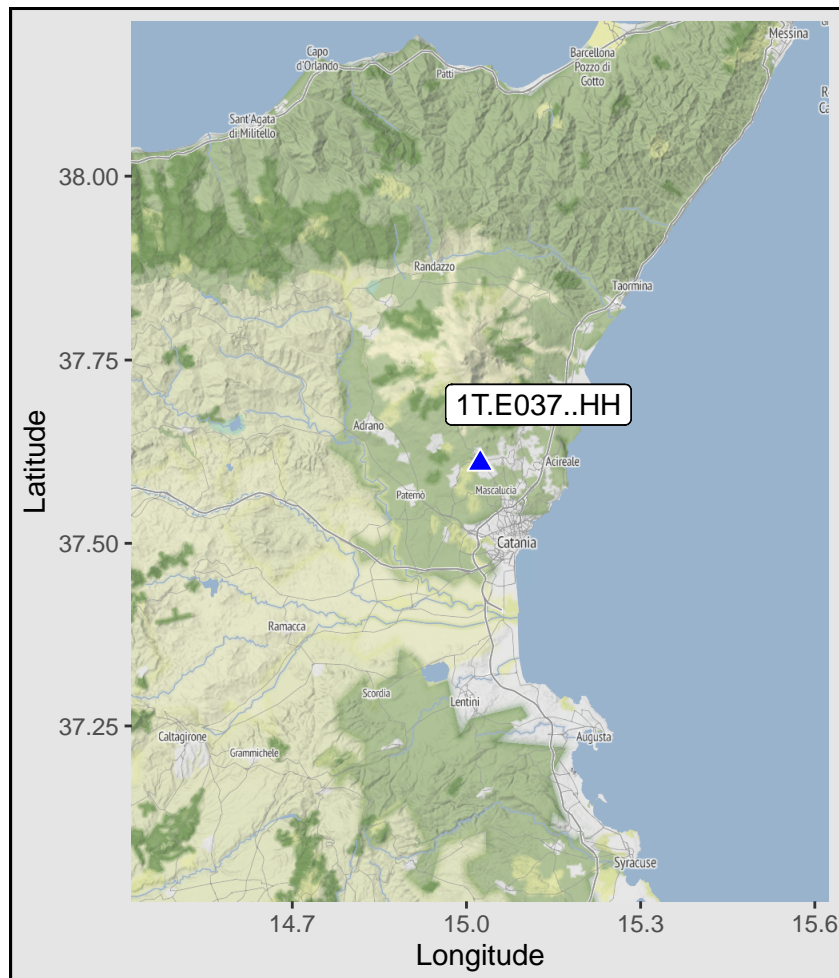 Messina
Capo
d'Orlando
Barcellona
Pozzo di
Gotto
Patti
Sant'Agata
di Militello
38.00
Randazzo
Taormina
37.75
1T.E037..HH
Adrano
Acireale
Paternò
Mascalucia
37.50
Catania
Ramacca
Scordia
Lentini
37.25
Caltagirone
Augusta
Grammichele
Syracuse
14.7
15.0
15.3
15.6
Longitude
Latitude